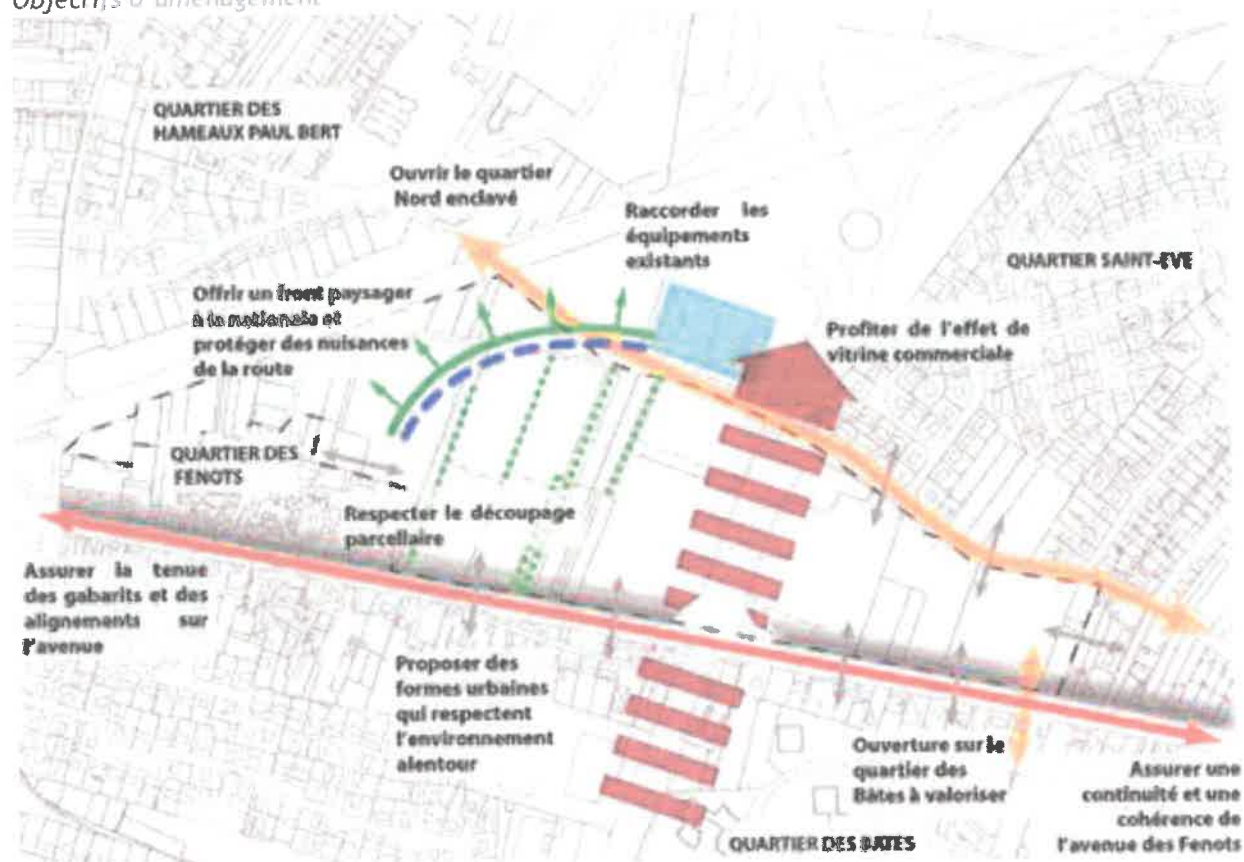 Objectifs d'aménagement
QUARTIER DES
HAMEAUX PAUL BERT
Ouvrir le quartier
Nord enclavé
Raccorder les
équipements
existants
QUARTIER SAINT-EVE
Offrir un front paysager
à la nationale et
protéger des nuisances
de la route
Profiter de l'effet de
vitrine commerciale
QUARTIER DES
FENOTS
Respecter le découpage
parcellaire
Assurer la tenue
des gabarits et des
alignements sur
l'avenue
Proposer des
formes urbaines
qui respectent
l'environnement
alentour
Ouverture sur le
quartier des
Bâtes à valoriser
Assurer une
continuité et une
cohérence de
l'avenue des Fenots
QUARTIER DES BATES